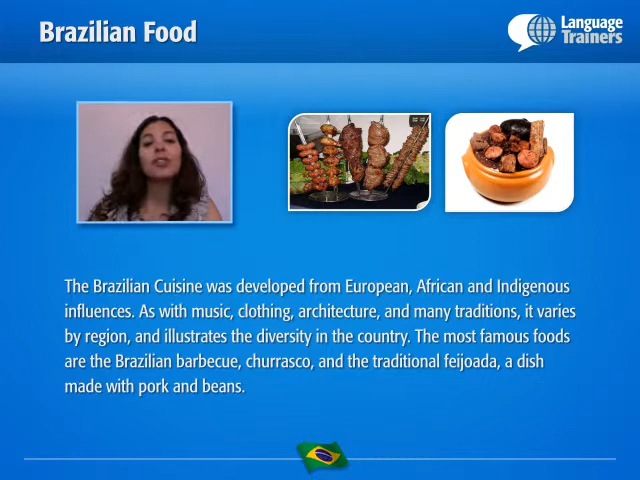 Brazilian Food
Language
Trainers
The Brazilian Cuisine was developed from European, African and Indigenous
influences. As with music, clothing, architecture, and many traditions, it varies
by region, and illustrates the diversity in the country. The most famous foods
are the Brazilian barbecue, churrasco, and the traditional feijoada, a dish
made with pork and beans.